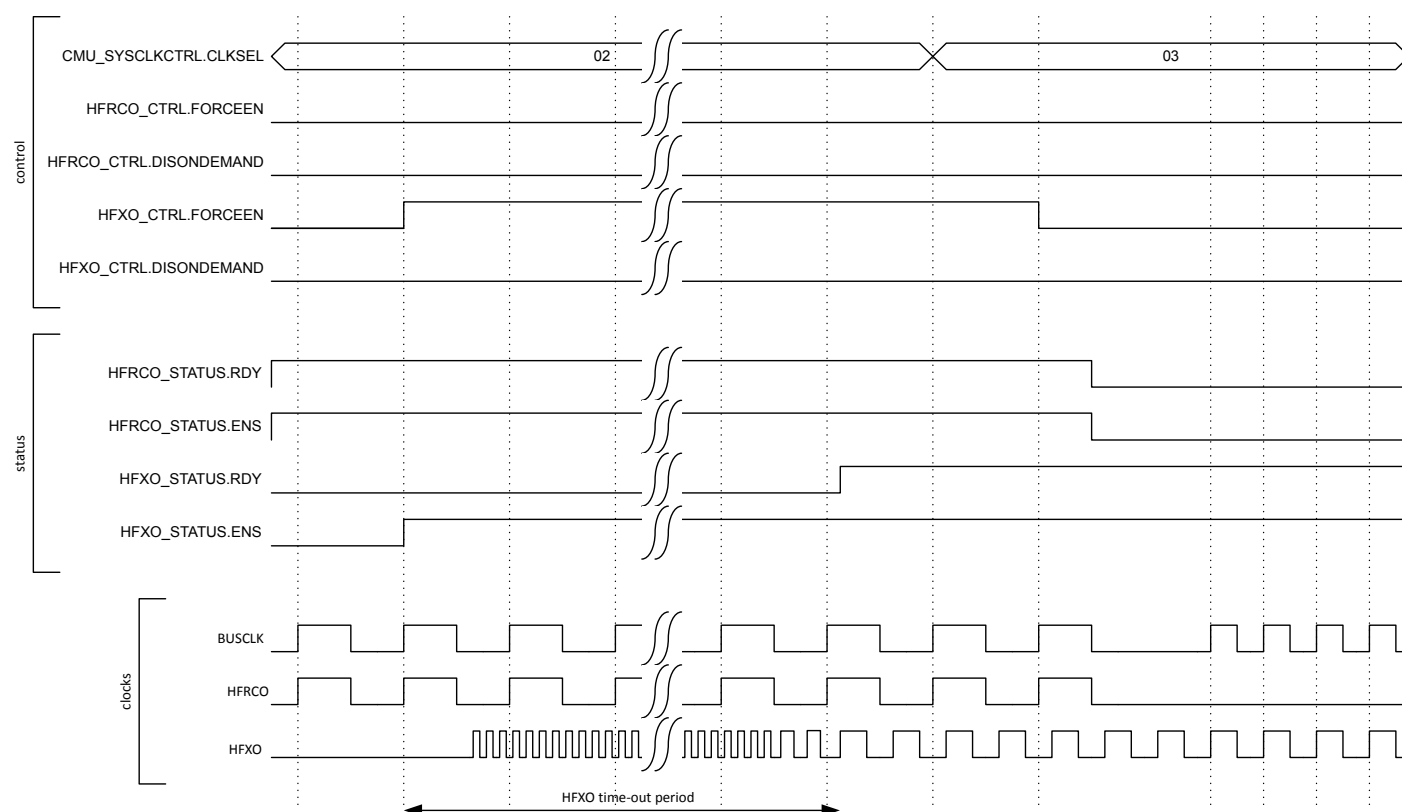 control
CMU_SYSCLKCTRL.CLKSEL 02 03
HFRCO_CTRL.FORCEEN
HFRCO_CTRL.DISONDEMAND
HFXO_CTRL.FORCEEN
HFXO_CTRL.DISONDEMAND
status
HFRCO_STATUS.RDY
HFRCO_STATUS.ENS
HFXO_STATUS.RDY
HFXO_STATUS.ENS
clocks
BUSCLK
HFRCO
HFXO
HFXO time-out period